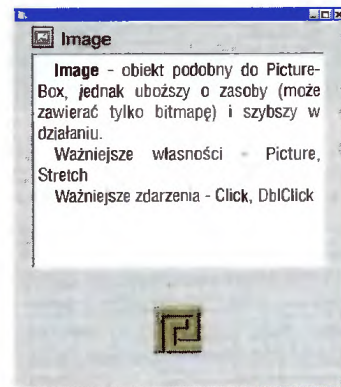 Image
Image - obiekt podobny do Picture-
Box, jednak uboższy o zasoby (może
zawierać tylko bitmapę) i szybszy w
działaniu.
Ważniejsze własności - Picture,
Stretch
Ważniejsze zdarzenia - Click, DblClick